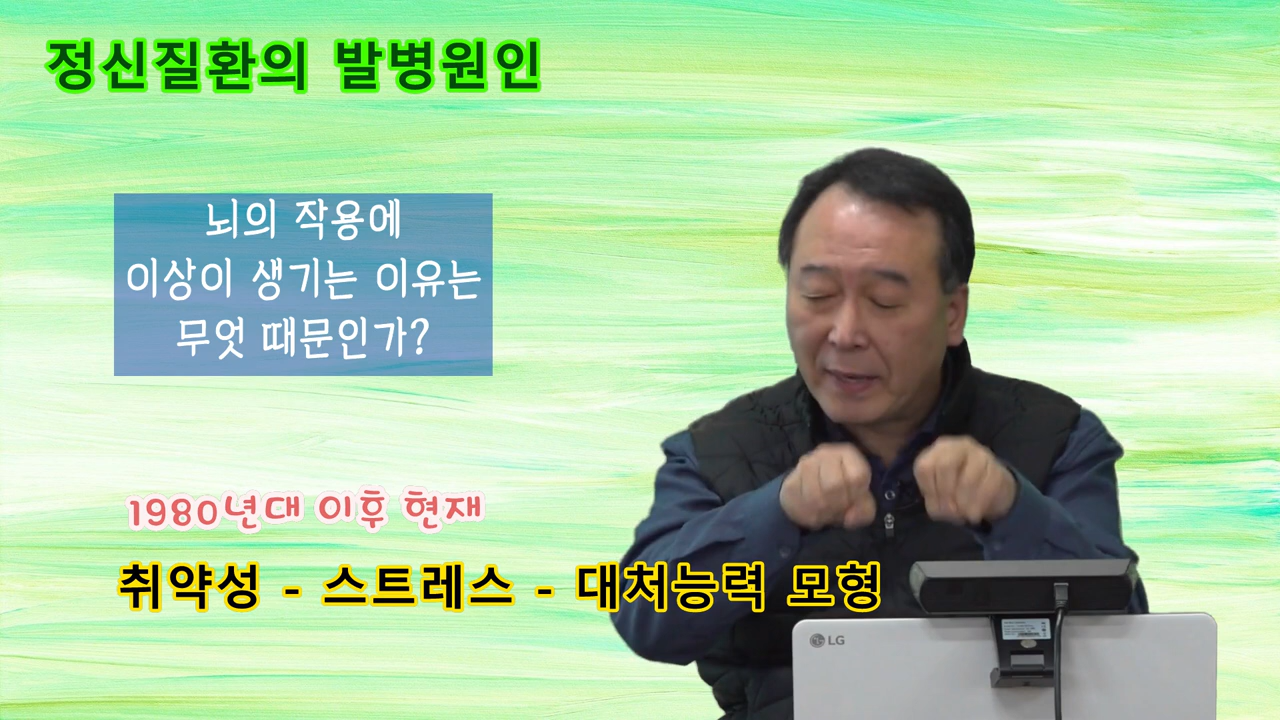 정신질환의 발병원인
뇌의 작용에
이상이 생기는 이유는
무엇 때문인가?
1980년대 이후 현재
취약성 - 스트레스 - 대처능력 모형
LG